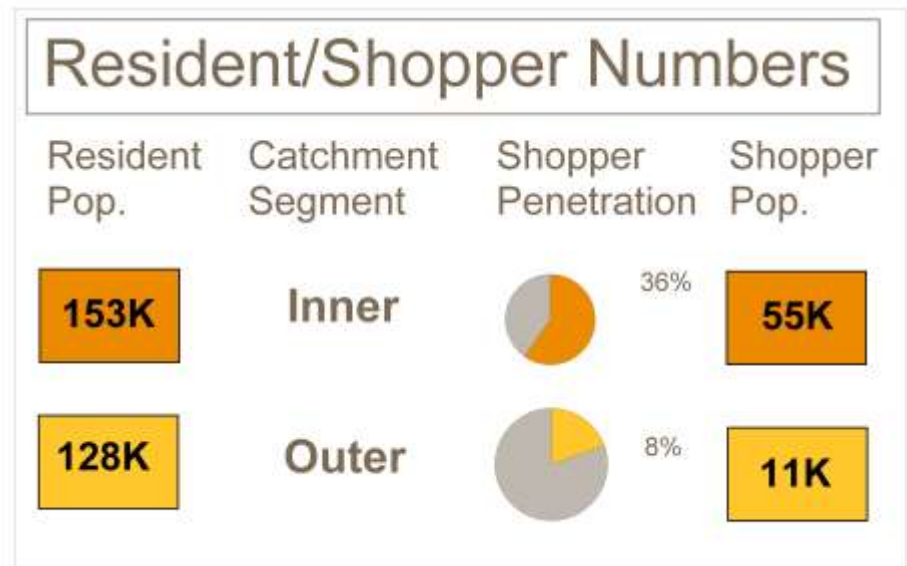 Resident/Shopper Numbers
Resident Pop.
Catchment Segment
Shopper Penetration
Shopper Pop.
153K
Inner
36%
55K
128K
Outer
8%
11K